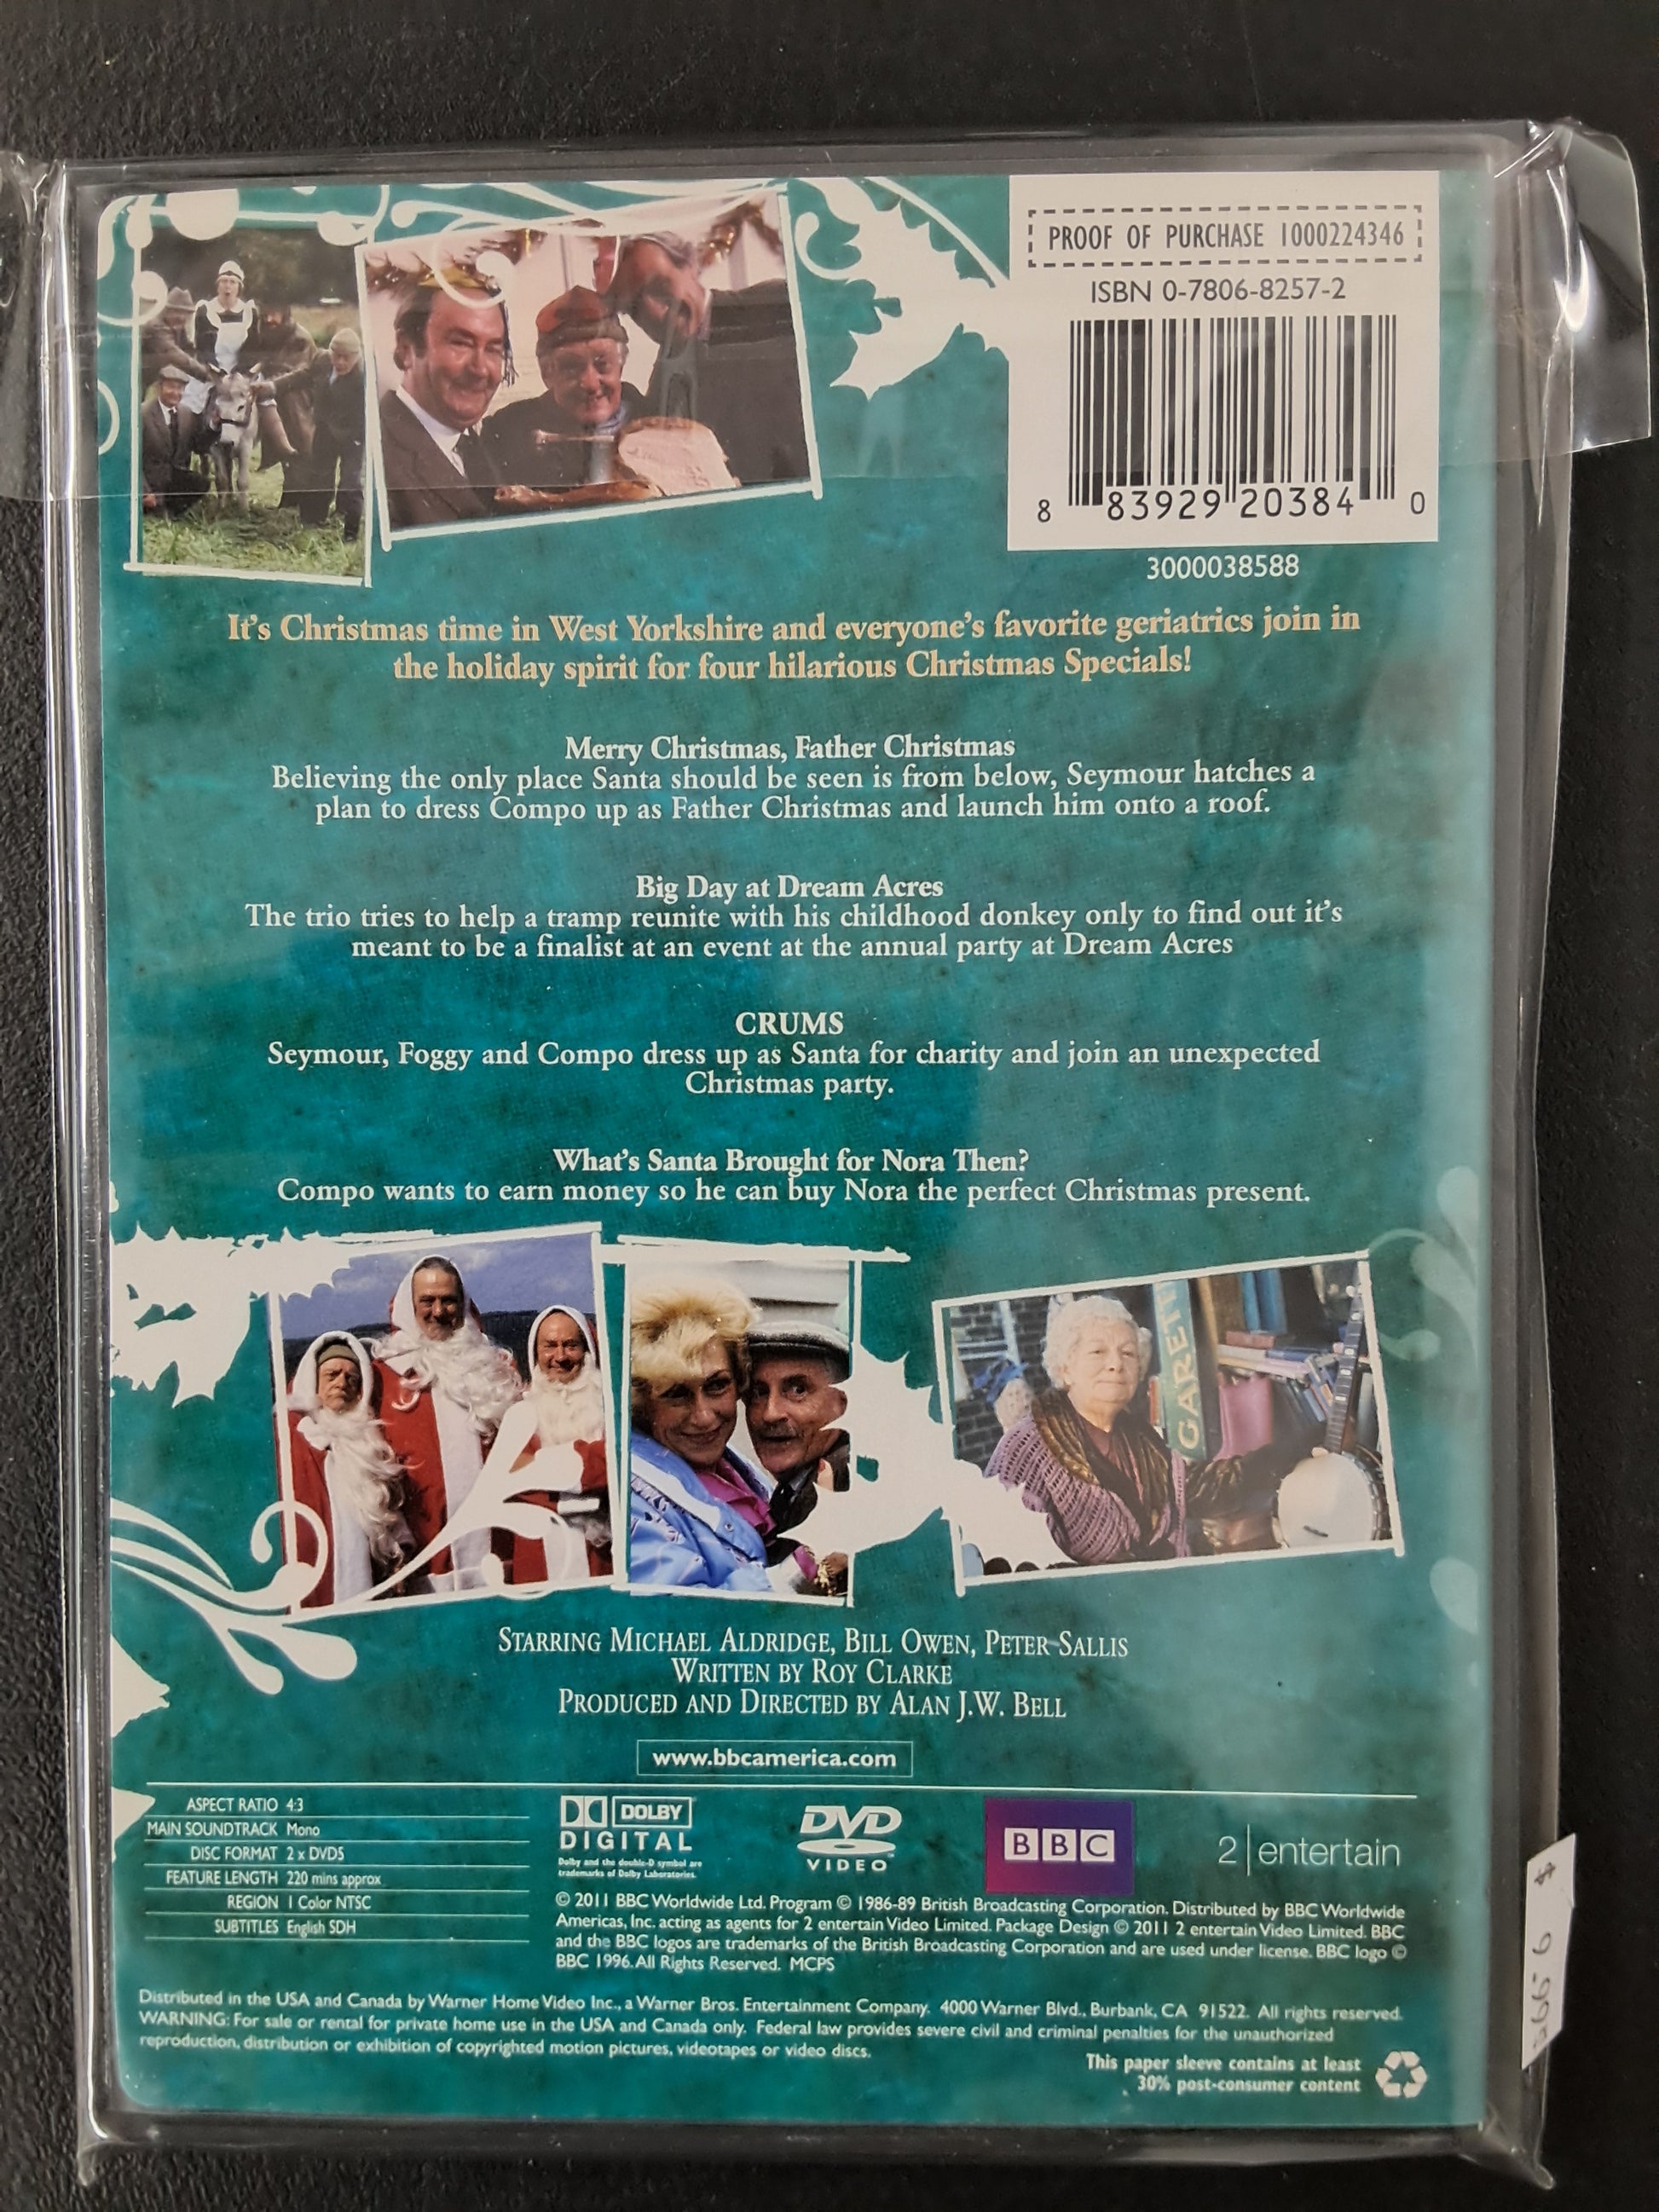 PROOF OF PURCHASE 1000224346
ISBN 0-7806-8257-2
8 83929 20384 0
3000038588
It's Christmas time in West Yorkshire and everyone's favorite geriatrics join in
the holiday spirit for four hilarious Christmas Specials!
Merry Christmas, Father Christmas
Believing the only place Santa should be seen is from below, Seymour hatches a
plan to dress Compo up as Father Christmas and launch him onto a roof.
Big Day at Dream Acres
The trio tries to help a tramp reunite with his childhood donkey only to find out it's
meant to be a finalist at an event at the annual party at Dream Acres
CRUMS
Seymour, Foggy and Compo dress up as Santa for charity and join an unexpected
Christmas party.
What's Santa Brought for Nora Then?
Compo wants to earn money so he can buy Nora the perfect Christmas present.
STARRING MICHAEL ALDRIDGE, BILL OWEN, PETER SALLIS
WRITTEN BY ROY CLARKE
PRODUCED AND DIRECTED BY ALAN J.W. BELL
www.bbcamerica.com
ASPECT RATIO 4:3
MAIN SOUNDTRACK Mono
DISC FORMAT 2 x DVD5
FEATURE LENGTH 220 mins approx
REGION 1 Color NTSC
SUBTITLES English SDH
DOLBY
DIGITAL
Dolby and the double-D symbol are
trademarks of Dolby Laboratories.
DVD
VIDEO
BBC
2 | entertain
© 2011 BBC Worldwide Ltd. Program © 1986-89 British Broadcasting Corporation. Distributed by BBC Worldwide
Americas, Inc. acting as agents for 2 entertain Video Limited. Package Design © 2011 2 entertain Video Limited. BBC
and the BBC logos are trademarks of the British Broadcasting Corporation and are used under license. BBC logo ©
BBC 1996. All Rights Reserved. MCPS
Distributed in the USA and Canada by Warner Home Video Inc., a Warner Bros. Entertainment Company. 4000 Warner Blvd., Burbank, CA 91522. All rights reserved.
WARNING: For sale or rental for private home use in the USA and Canada only. Federal law provides severe civil and criminal penalties for the unauthorized
reproduction, distribution or exhibition of copyrighted motion pictures, videotapes or video discs.
This paper sleeve contains at least
30% post-consumer content